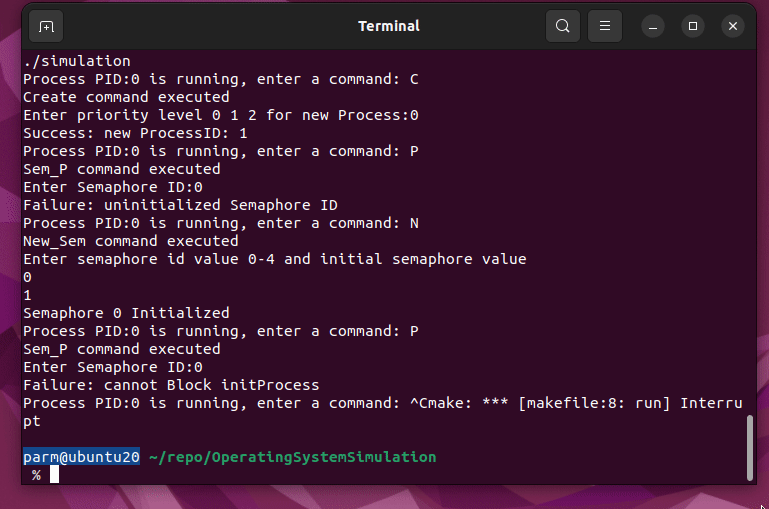 Terminal
./simulation
Process PID:0 is running, enter a command: C
Create command executed
Enter priority level 0 1 2 for new Process:0
Success: new ProcessID: 1
Process PID:0 is running, enter a command: P
Sem_P command executed
Enter Semaphore ID:0
Failure: uninitialized Semaphore ID
Process PID:0 is running, enter a command: N
New_Sem command executed
Enter semaphore id value 0-4 and initial semaphore value
0
1
Semaphore 0 Initialized
Process PID:0 is running, enter a command: P
Sem_P command executed
Enter Semaphore ID:0
Failure: cannot Block initProcess
Process PID:0 is running, enter a command: ^Cmake: *** [makefile:8: run] Interru
pt
parm@ubuntu20 ~/repo/OperatingSystemSimulation
%